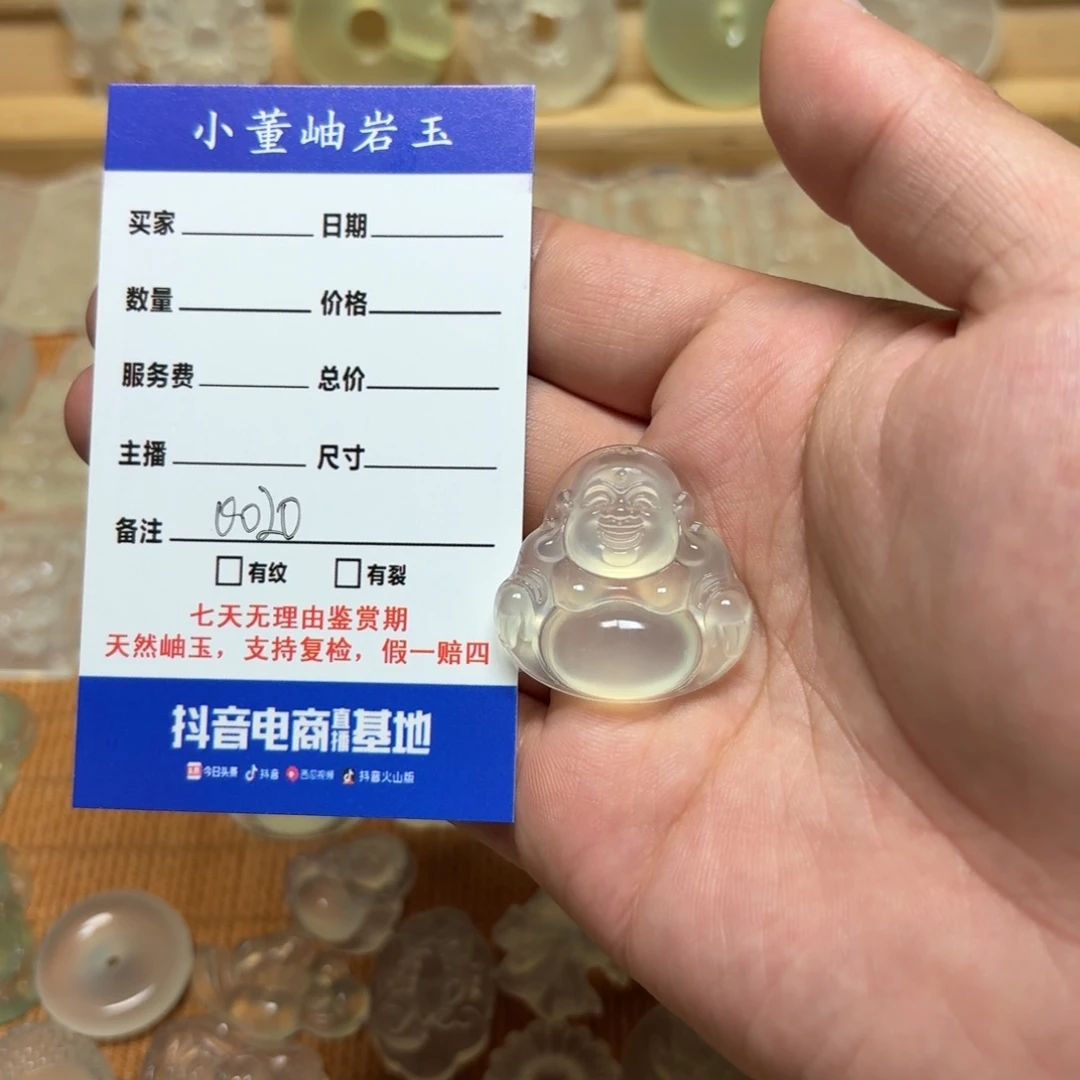 小董岫岩玉
买家 日期
数量 价格
服务费 总价
主播 尺寸
备注 0020
有纹 有裂
七天无理由鉴赏期
天然岫玉，支持复检，假一赔四
抖音电商直播基地
今日头条 抖音 西瓜视频 抖音火山版